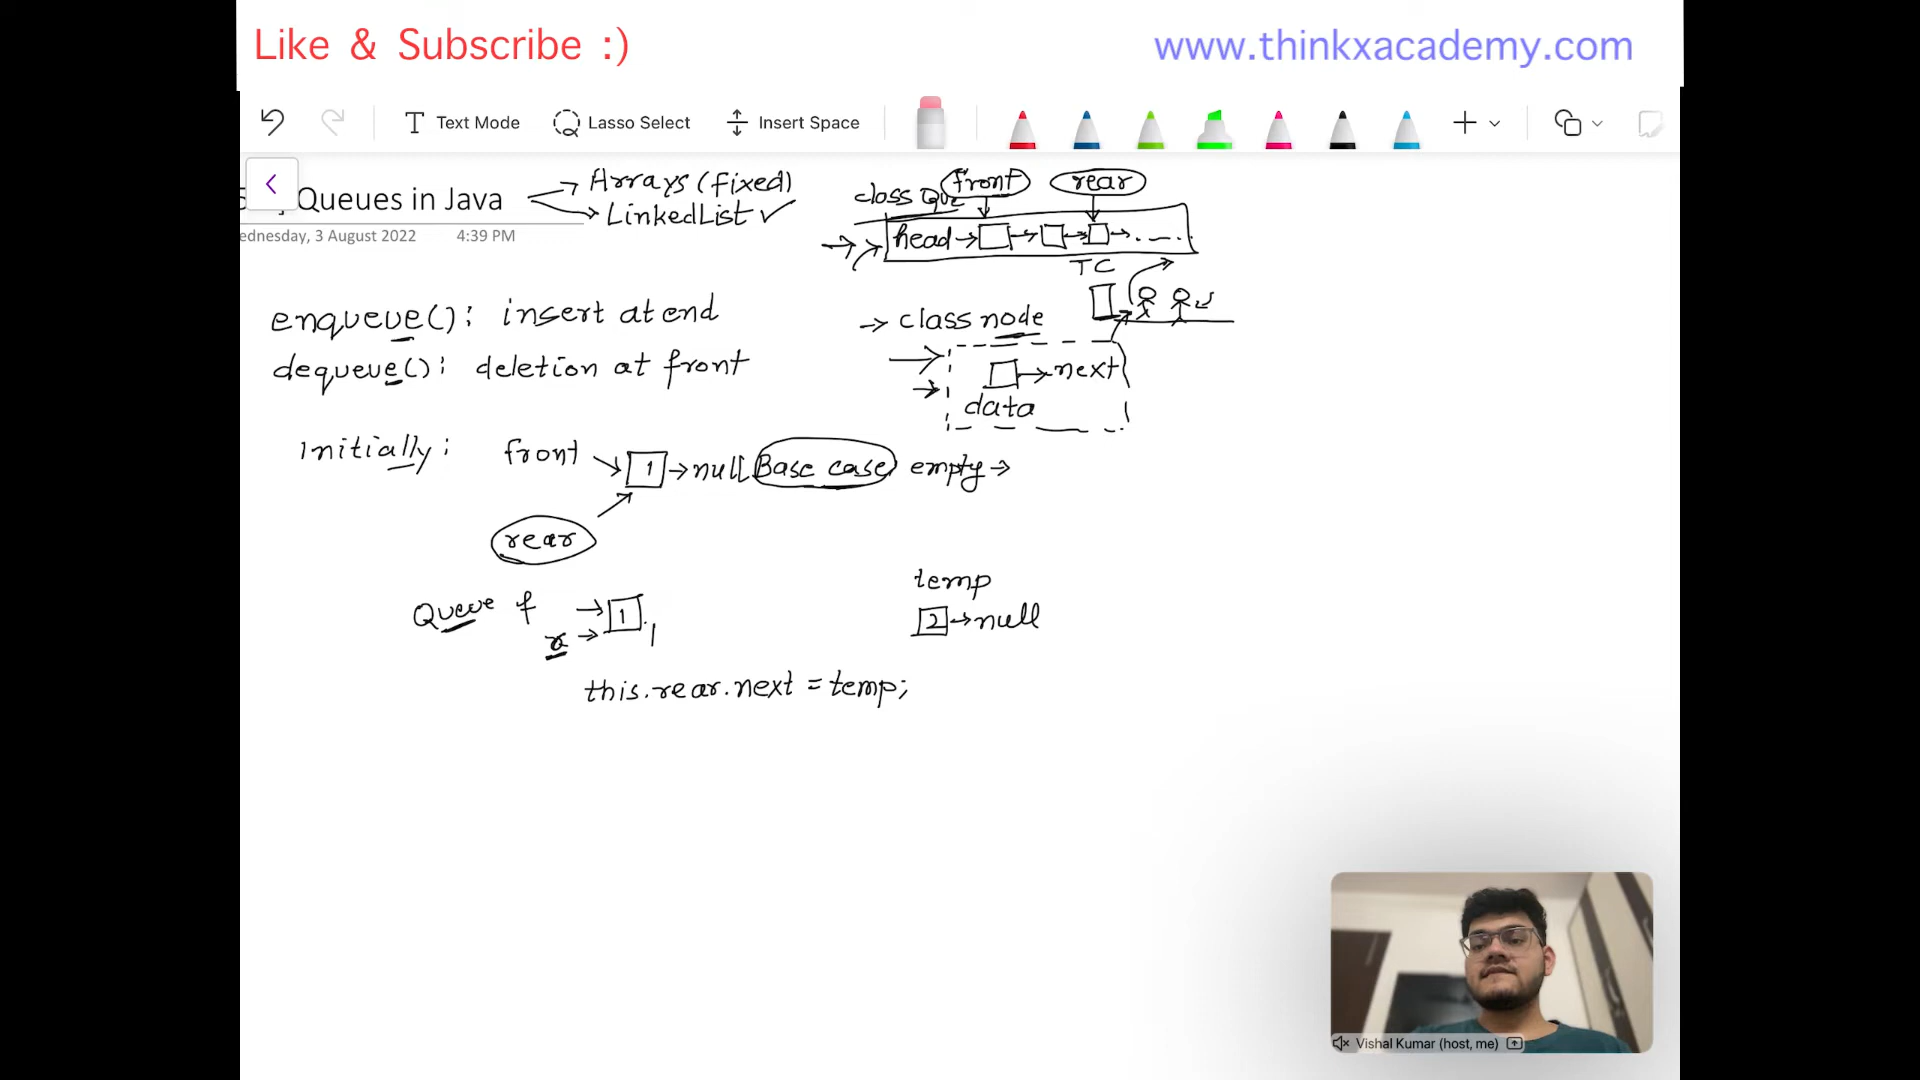 Like & Subscribe :)
www.thinkxacademy.com
Text Mode
Lasso Select
Insert Space
Queues in Java
Arrays (fixed)
LinkedList ✓
ednesday, 3 August 2022 4:39 PM
class Que
front
rear
head → → → → . — . . .
TC
enqueue(): insert at end
dequeue(): deletion at front
→ class node
→ next
data
Initially:
front
1 → null
Base case
empty →
rear
Queue f → 1
r →
temp
2 → null
this.rear.next = temp;
Vishal Kumar (host, me)